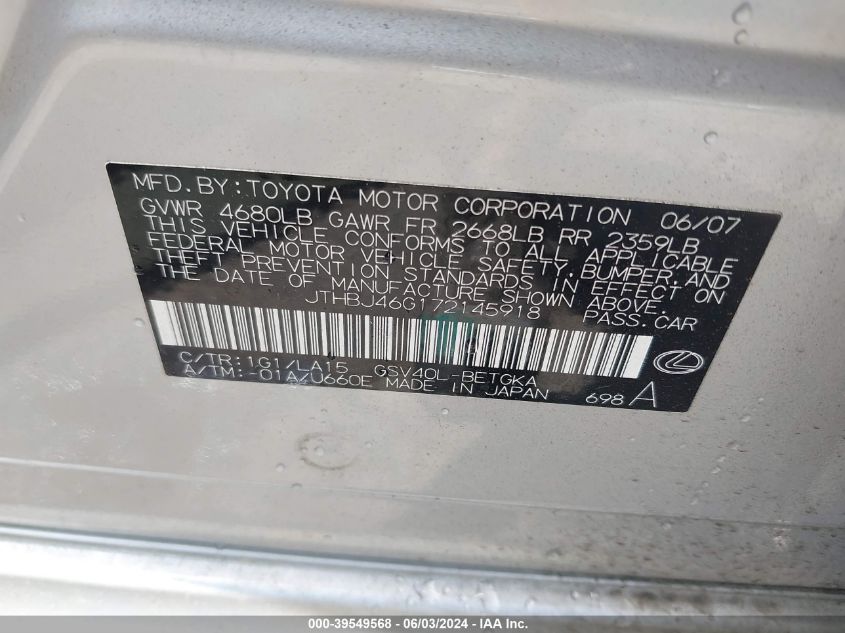 MFD. BY: TOYOTA MOTOR CORPORATION 06/07
GVWR 4680LB GAWR FR 2668LB RR 2359LB
THIS VEHICLE CONFORMS TO ALL APPLICABLE
FEDERAL MOTOR VEHICLE SAFETY, BUMPER, AND
THEFT PREVENTION STANDARDS IN EFFECT ON
THE DATE OF MANUFACTURE SHOWN ABOVE.
JTHBJ46G172145918 PASS. CAR
C/TR: 1G1/LA15 GSV40L-BETGKA
A/TM: -01A/U660E MADE IN JAPAN 698 A
000-39549568 - 06/03/2024 - IAA Inc.